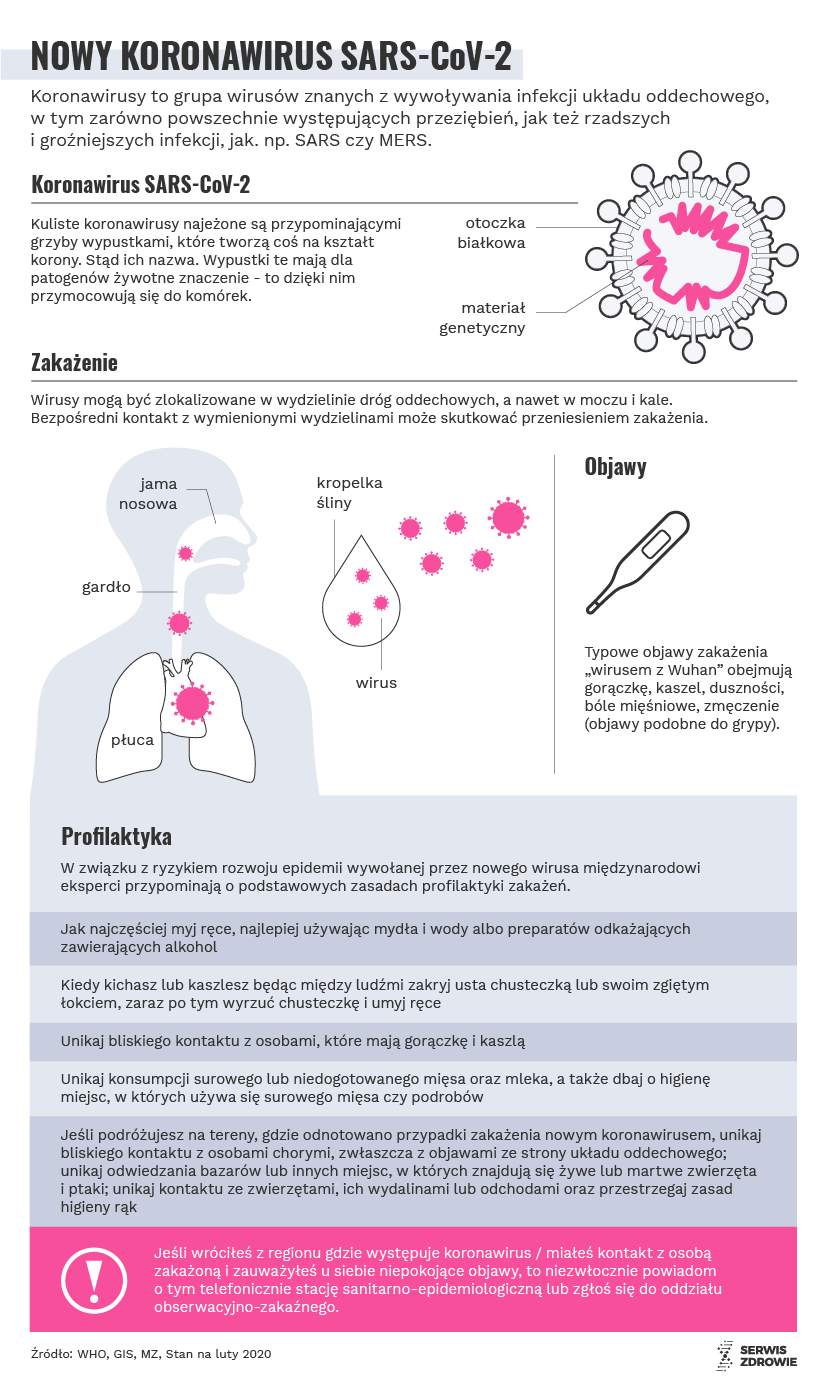 NOWY KORONAWIRUS SARS-CoV-2
Koronawirusy to grupa wirusów znanych z wywoływania infekcji układu oddechowego,
w tym zarówno powszechnie występujących przeziębień, jak też rzadszych
i groźniejszych infekcji, jak. np. SARS czy MERS.
Koronawirus SARS-CoV-2
Kuliste koronawirusy najeżone są przypominającymi
grzyby wypustkami, które tworzą coś na kształt
korony. Stąd ich nazwa. Wypustki te mają dla
patogenów żywotne znaczenie - to dzięki nim
przymocowują się do komórek.
otoczka
białkowa
materiał
genetyczny
Zakażenie
Wirusy mogą być zlokalizowane w wydzielinie dróg oddechowych, a nawet w moczu i kale.
Bezpośredni kontakt z wymienionymi wydzielinami może skutkować przeniesieniem zakażenia.
jama
nosowa
gardło
płuca
kropelka
śliny
wirus
Objawy
Typowe objawy zakażenia
„wirusem z Wuhan” obejmują
gorączkę, kaszel, duszności,
bóle mięśniowe, zmęczenie
(objawy podobne do grypy).
Profilaktyka
W związku z ryzykiem rozwoju epidemii wywołanej przez nowego wirusa międzynarodowi
eksperci przypominają o podstawowych zasadach profilaktyki zakażeń.
Jak najczęściej myj ręce, najlepiej używając mydła i wody albo preparatów odkażających
zawierających alkohol
Kiedy kichasz lub kaszlesz będąc między ludźmi zakryj usta chusteczką lub swoim zgiętym
łokciem, zaraz po tym wyrzuć chusteczkę i umyj ręce
Unikaj bliskiego kontaktu z osobami, które mają gorączkę i kaszlą
Unikaj konsumpcji surowego lub niedogotowanego mięsa oraz mleka, a także dbaj o higienę
miejsc, w których używa się surowego mięsa czy podrobów
Jeśli podróżujesz na tereny, gdzie odnotowano przypadki zakażenia nowym koronawirusem, unikaj
bliskiego kontaktu z osobami chorymi, zwłaszcza z objawami ze strony układu oddechowego;
unikaj odwiedzania bazarów lub innych miejsc, w których znajdują się żywe lub martwe zwierzęta
i ptaki; unikaj kontaktu ze zwierzętami, ich wydalinami lub odchodami oraz przestrzegaj zasad
higieny rąk
Jeśli wróciłeś z regionu gdzie występuje koronawirus / miałeś kontakt z osobą
zakażoną i zauważyłeś u siebie niepokojące objawy, to niezwłocznie powiadom
o tym telefonicznie stację sanitarno-epidemiologiczną lub zgłoś się do oddziału
obserwacyjno-zakaźnego.
Źródło: WHO, GIS, MZ, Stan na luty 2020
SERWIS
ZDROWIE